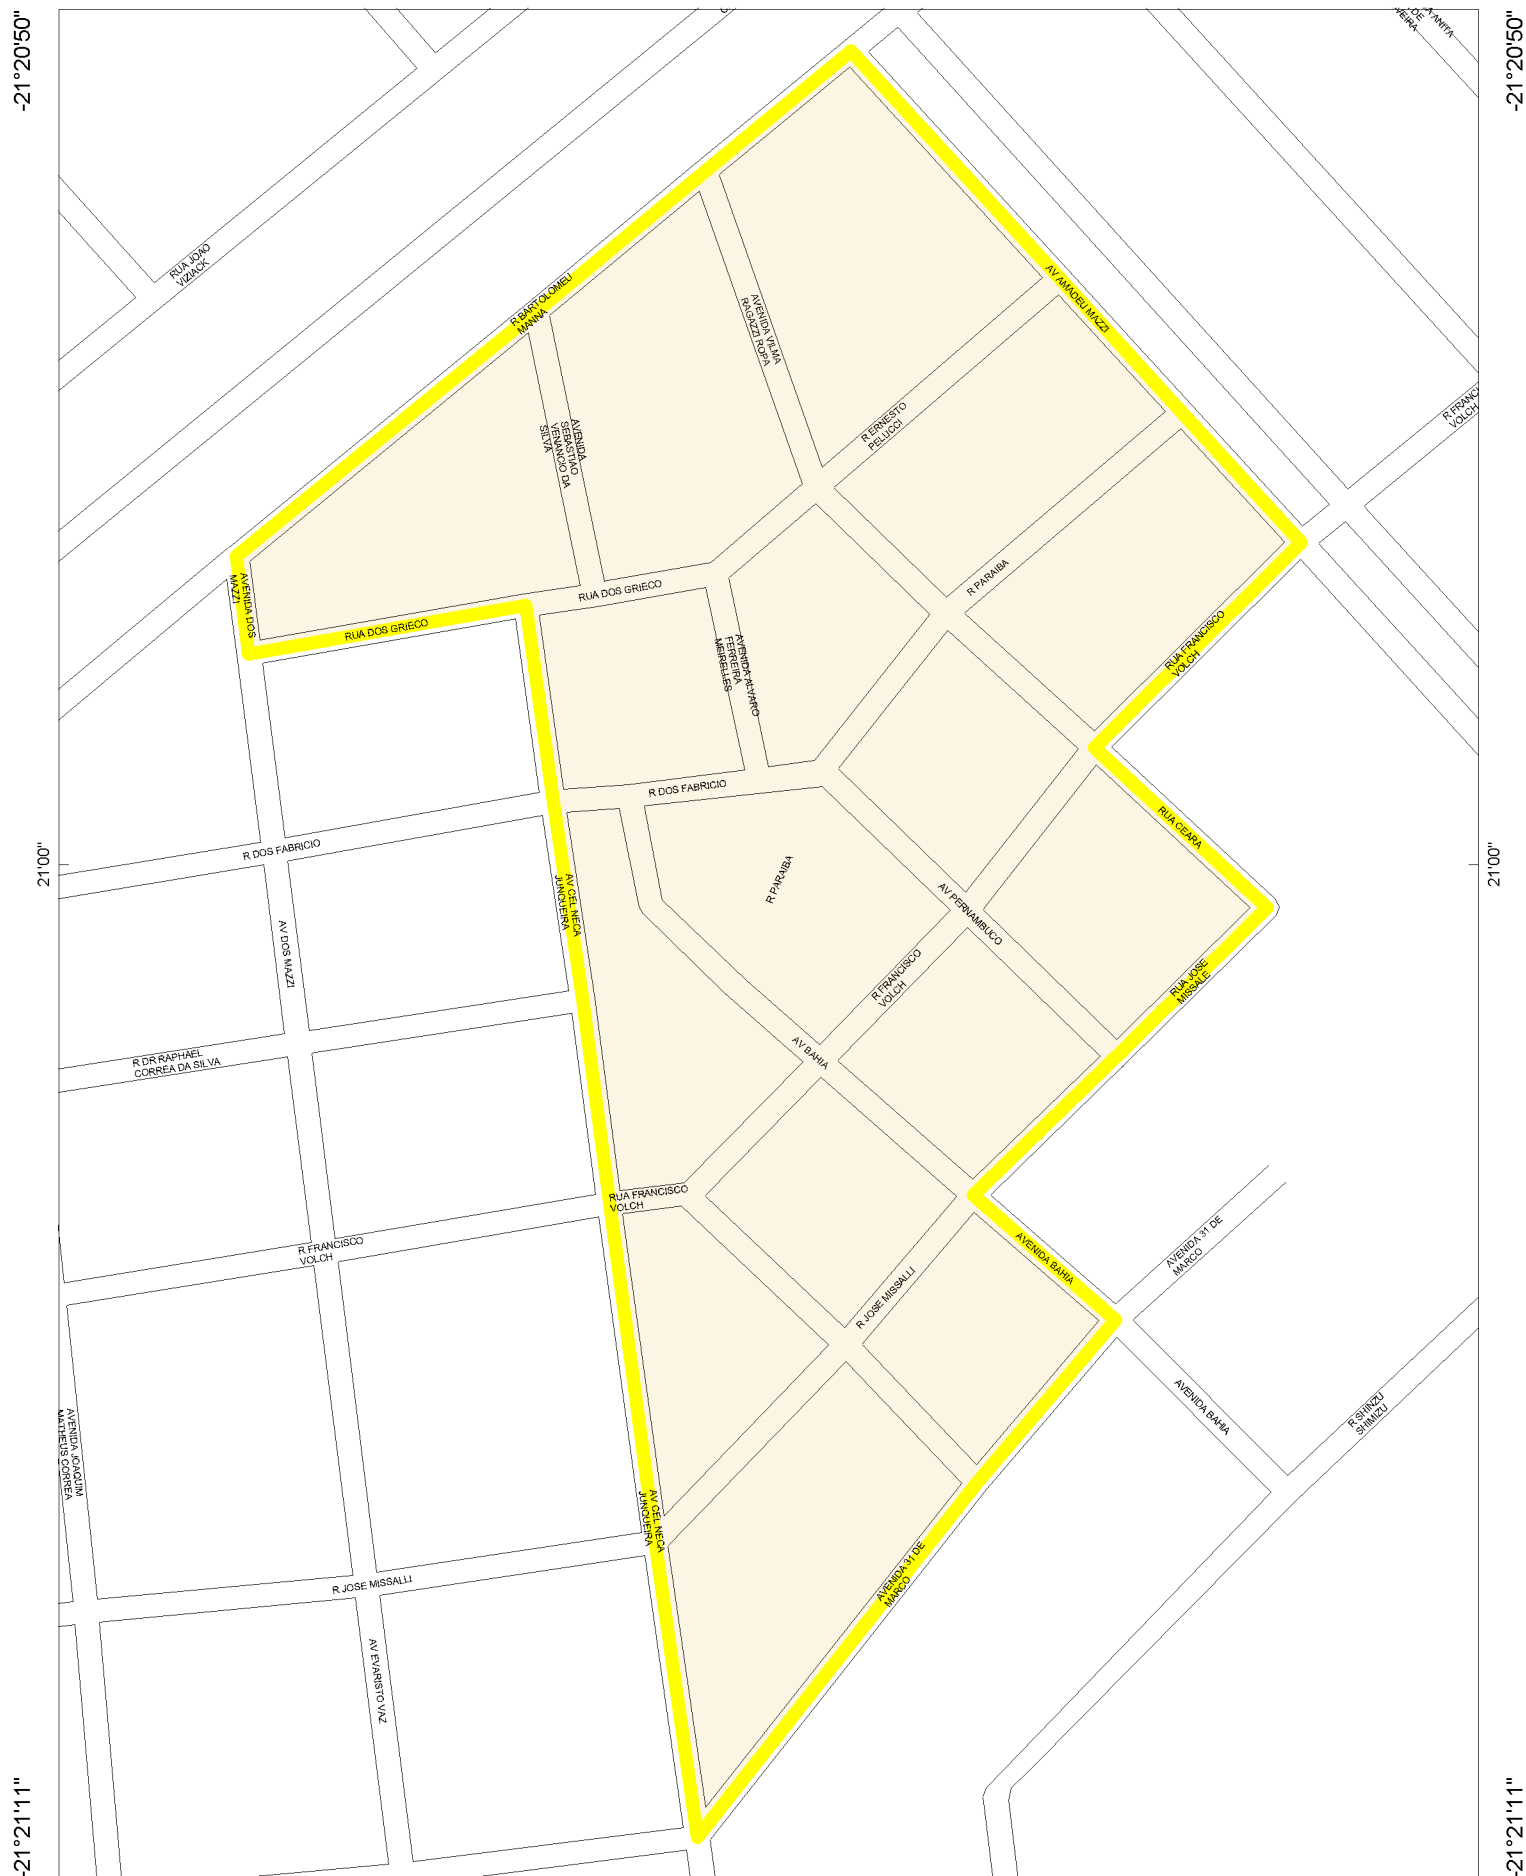 -21°20'50"
-21°20'50"
RUA JOAO
VIZIACK
R BARTOLOMEU
MANNA
AV AMADEU MAZZI
AVENIDA VILMA
RAGAZZI ROPA
R FRANCI
VOLCH
R ERNESTO
PELUCCI
AVENIDA
SEBASTIAO
VENANCIO DA
SILVA
AVENIDA DOS
MAZZI
RUA DOS GRIECO
RUA DOS GRIECO
R PARAIBA
RUA FRANCISCO
VOLCH
AVENIDA ALVARO
FERREIRA
MEIRELLES
R DOS FABRICIO
RUA CEARA
R DOS FABRICIO
21'00"
21'00"
R PARAIBA
AV CEL NECA
JUNQUEIRA
AV PERNAMBUCO
AV DOS MAZZI
R FRANCISCO
VOLCH
RUA JOSE
MISSALE
R DR RAPHAEL
CORREA DA SILVA
AV BAHIA
RUA FRANCISCO
VOLCH
R FRANCISCO
VOLCH
AVENIDA BAHIA
AVENIDA 31 DE
MARCO
R JOSE MISSALLI
AVENIDA BAHIA
R SHINZU
SHIMIZU
AVENIDA JOAQUIM
MATHEUS CORREA
AV CEL NECA
JUNQUEIRA
R JOSE MISSALLI
AVENIDA 31 DE
MARCO
AV EVARISTO VAZ
-21°21'11"
-21°21'11"